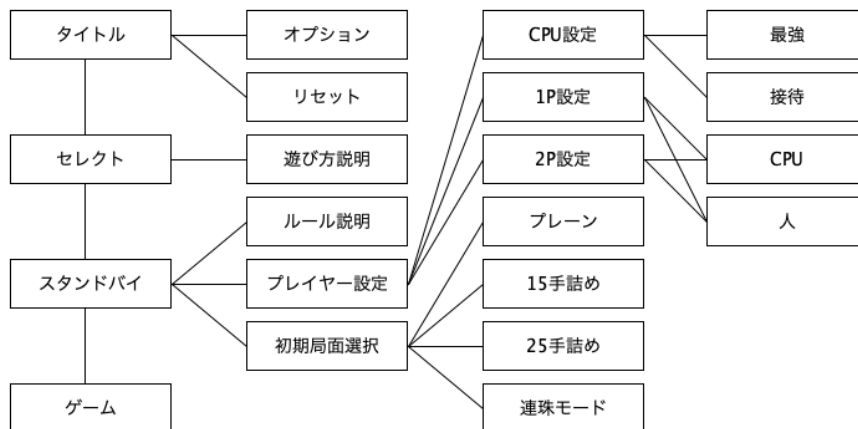 タイトル
オプション
CPU設定
最強
リセット
1P設定
接待
セレクト
遊び方説明
2P設定
CPU
ルール説明
プレーン
人
スタンドバイ
プレイヤー設定
15手詰め
初期局面選択
25手詰め
ゲーム
連珠モード